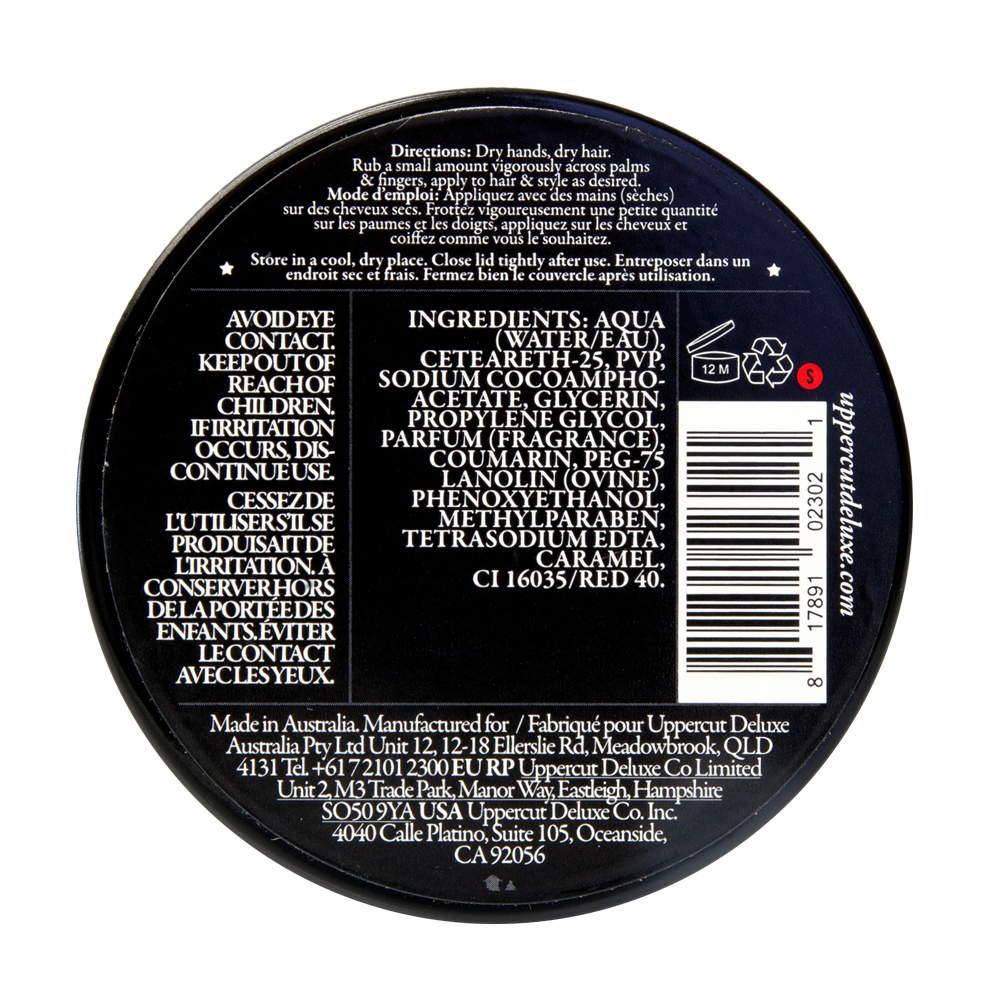 Directions: Dry hands, dry hair.
Rub a small amount vigorously across palms
& fingers, apply to hair & style as desired.
Mode d'emploi: Appliquez avec des mains (sèches)
sur des cheveux secs. Frottez vigoureusement une petite quantité
sur les paumes et les doigts, appliquez sur les cheveux et
coiffez comme vous le souhaitez.
Store in a cool, dry place. Close lid tightly after use. Entreposer dans un
endroit sec et frais. Fermez bien le couvercle après utilisation.
AVOID EYE
CONTACT.
KEEP OUT OF
REACH OF
CHILDREN.
IF IRRITATION
OCCURS, DIS-
CONTINUE USE.
CESSEZ DE
L'UTILISER S'IL SE
PRODUISAIT DE
L'IRRITATION. À
CONSERVER HORS
DE LA PORTÉE DES
ENFANTS. ÉVITER
LE CONTACT
AVEC LES YEUX.
INGREDIENTS: AQUA
(WATER/EAU),
CETEARETH-25, PVP,
SODIUM COCOAMPHO-
ACETATE, GLYCERIN,
PROPYLENE GLYCOL,
PARFUM (FRAGRANCE),
COUMARIN, PEG-75
LANOLIN (OVINE),
PHENOXYETHANOL,
METHYLPARABEN,
TETRASODIUM EDTA,
CARAMEL,
CI 16035/RED 40.
12 M
S
8 17891 02302 1
uppercutdeluxe.com
Made in Australia. Manufactured for / Fabriqué pour Uppercut Deluxe
Australia Pty Ltd Unit 12, 12-18 Ellerslie Rd, Meadowbrook, QLD
4131 Tel. +61 7 2101 2300 EU RP Uppercut Deluxe Co Limited
Unit 2, M3 Trade Park, Manor Way, Eastleigh, Hampshire
SO50 9YA USA Uppercut Deluxe Co. Inc.
4040 Calle Platino, Suite 105, Oceanside,
CA 92056